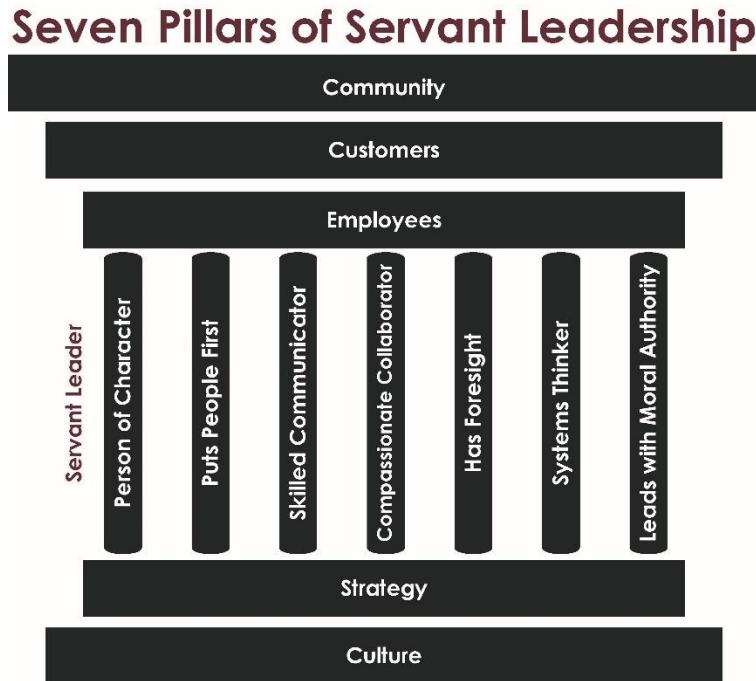 Seven Pillars of Servant Leadership
Community
Customers
Employees
Servant Leader
Person of Character
Puts People First
Skilled Communicator
Compassionate Collaborator
Has Foresight
Systems Thinker
Leads with Moral Authority
Strategy
Culture